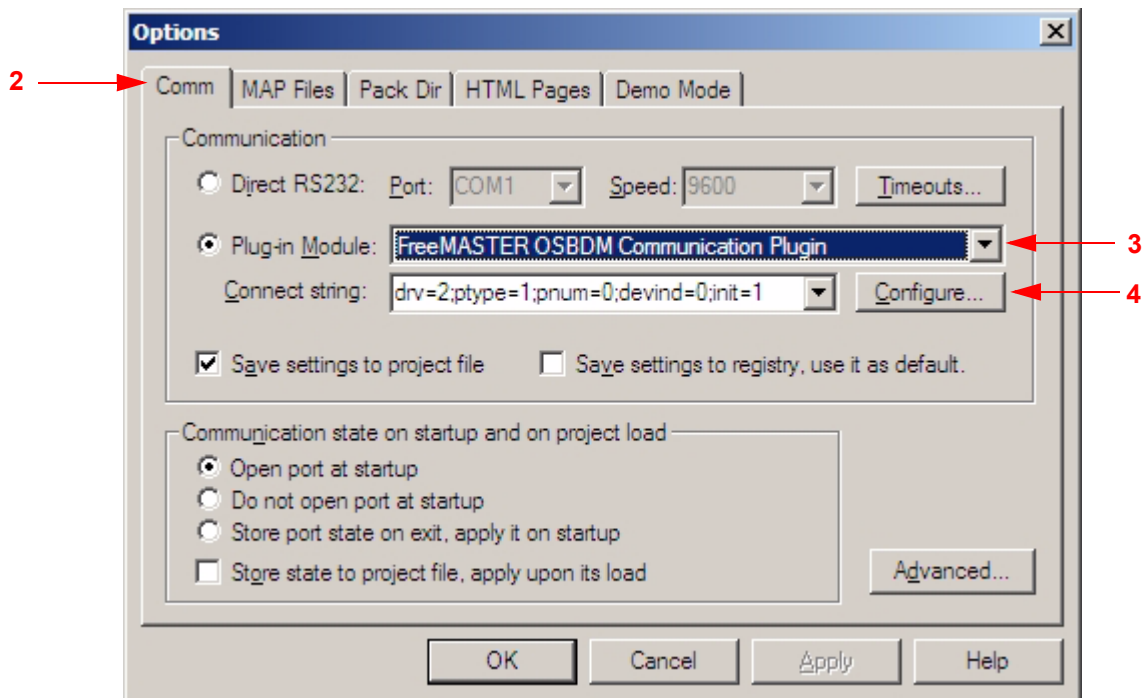 Options
2
Comm MAP Files Pack Dir HTML Pages Demo Mode
Communication
Direct RS232: Port: COM1 Speed: 9600 Timeouts...
Plug-in Module: FreeMASTER OSBDM Communication Plugin
3
Connect string: drv=2;ptype=1;pnum=0;devind=0;init=1 Configure...
4
Save settings to project file Save settings to registry, use it as default.
Communication state on startup and on project load
Open port at startup
Do not open port at startup
Store port state on exit, apply it on startup
Store state to project file, apply upon its load
Advanced...
OK Cancel Apply Help